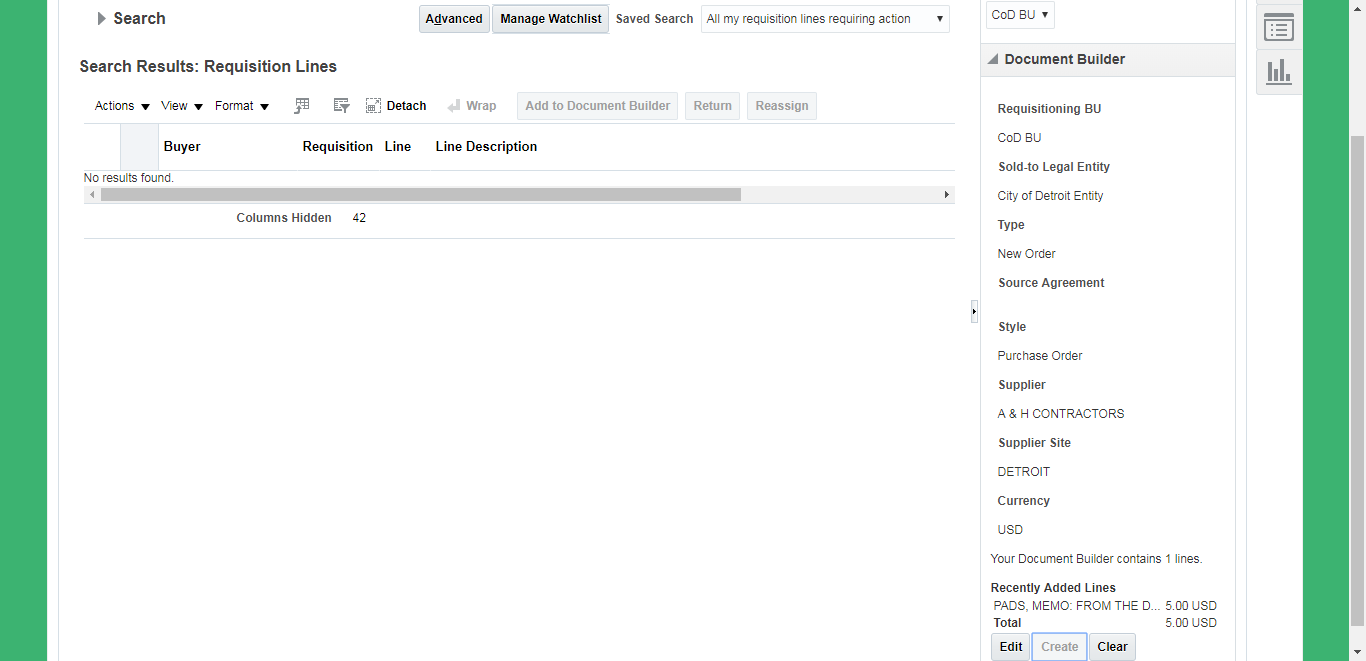 Search Advanced Manage Watchlist Saved Search All my requisition lines requiring action
CoD BU
Search Results: Requisition Lines
Actions View Format Detach Wrap Add to Document Builder Return Reassign
Buyer Requisition Line Line Description
No results found.
Columns Hidden 42
Document Builder
Requisitioning BU
CoD BU
Sold-to Legal Entity
City of Detroit Entity
Type
New Order
Source Agreement
Style
Purchase Order
Supplier
A & H CONTRACTORS
Supplier Site
DETROIT
Currency
USD
Your Document Builder contains 1 lines.
Recently Added Lines
PADS, MEMO: FROM THE D... 5.00 USD
Total 5.00 USD
Edit Create Clear